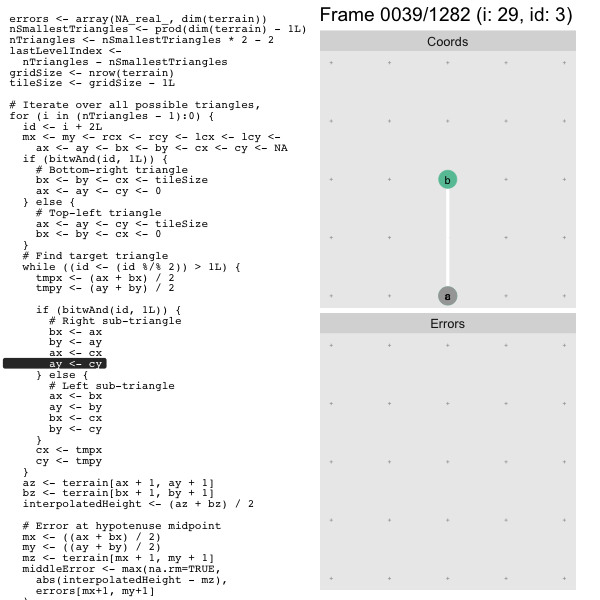 errors <- array(NA_real_, dim(terrain))
nSmallestTriangles <- prod(dim(terrain) - 1L)
nTriangles <- nSmallestTriangles * 2 - 2
lastLevelIndex <-
  nTriangles - nSmallestTriangles
gridSize <- nrow(terrain)
tileSize <- gridSize - 1L

# Iterate over all possible triangles,
for (i in (nTriangles - 1):0) {
  id <- i + 2L
  mx <- my <- rcx <- rcy <- lcx <- lcy <-
    ax <- ay <- bx <- by <- cx <- cy <- NA
  if (bitwAnd(id, 1L)) {
    # Bottom-right triangle
    bx <- by <- cx <- tileSize
    ax <- ay <- cy <- 0
  } else {
    # Top-left triangle
    ax <- ay <- cy <- tileSize
    bx <- by <- cx <- 0
  }
  # Find target triangle
  while ((id <- (id %/% 2)) > 1L) {
    tmpx <- (ax + bx) / 2
    tmpy <- (ay + by) / 2

    if (bitwAnd(id, 1L)) {
      # Right sub-triangle
      bx <- ax
      by <- ay
      ax <- cx
      ay <- cy
    } else {
      # Left sub-triangle
      ax <- bx
      ay <- by
      bx <- cx
      by <- cy
    }
    cx <- tmpx
    cy <- tmpy
  }
  az <- terrain[ax + 1, ay + 1]
  bz <- terrain[bx + 1, by + 1]
  interpolatedHeight <- (az + bz) / 2

  # Error at hypotenuse midpoint
  mx <- ((ax + bx) / 2)
  my <- ((ay + by) / 2)
  mz <- terrain[mx + 1, my + 1]
  middleError <- max(na.rm=TRUE,
    abs(interpolatedHeight - mz),
    errors[mx+1, my+1]
Frame 0039/1282 (i: 29, id: 3)
Coords
b
a
Errors